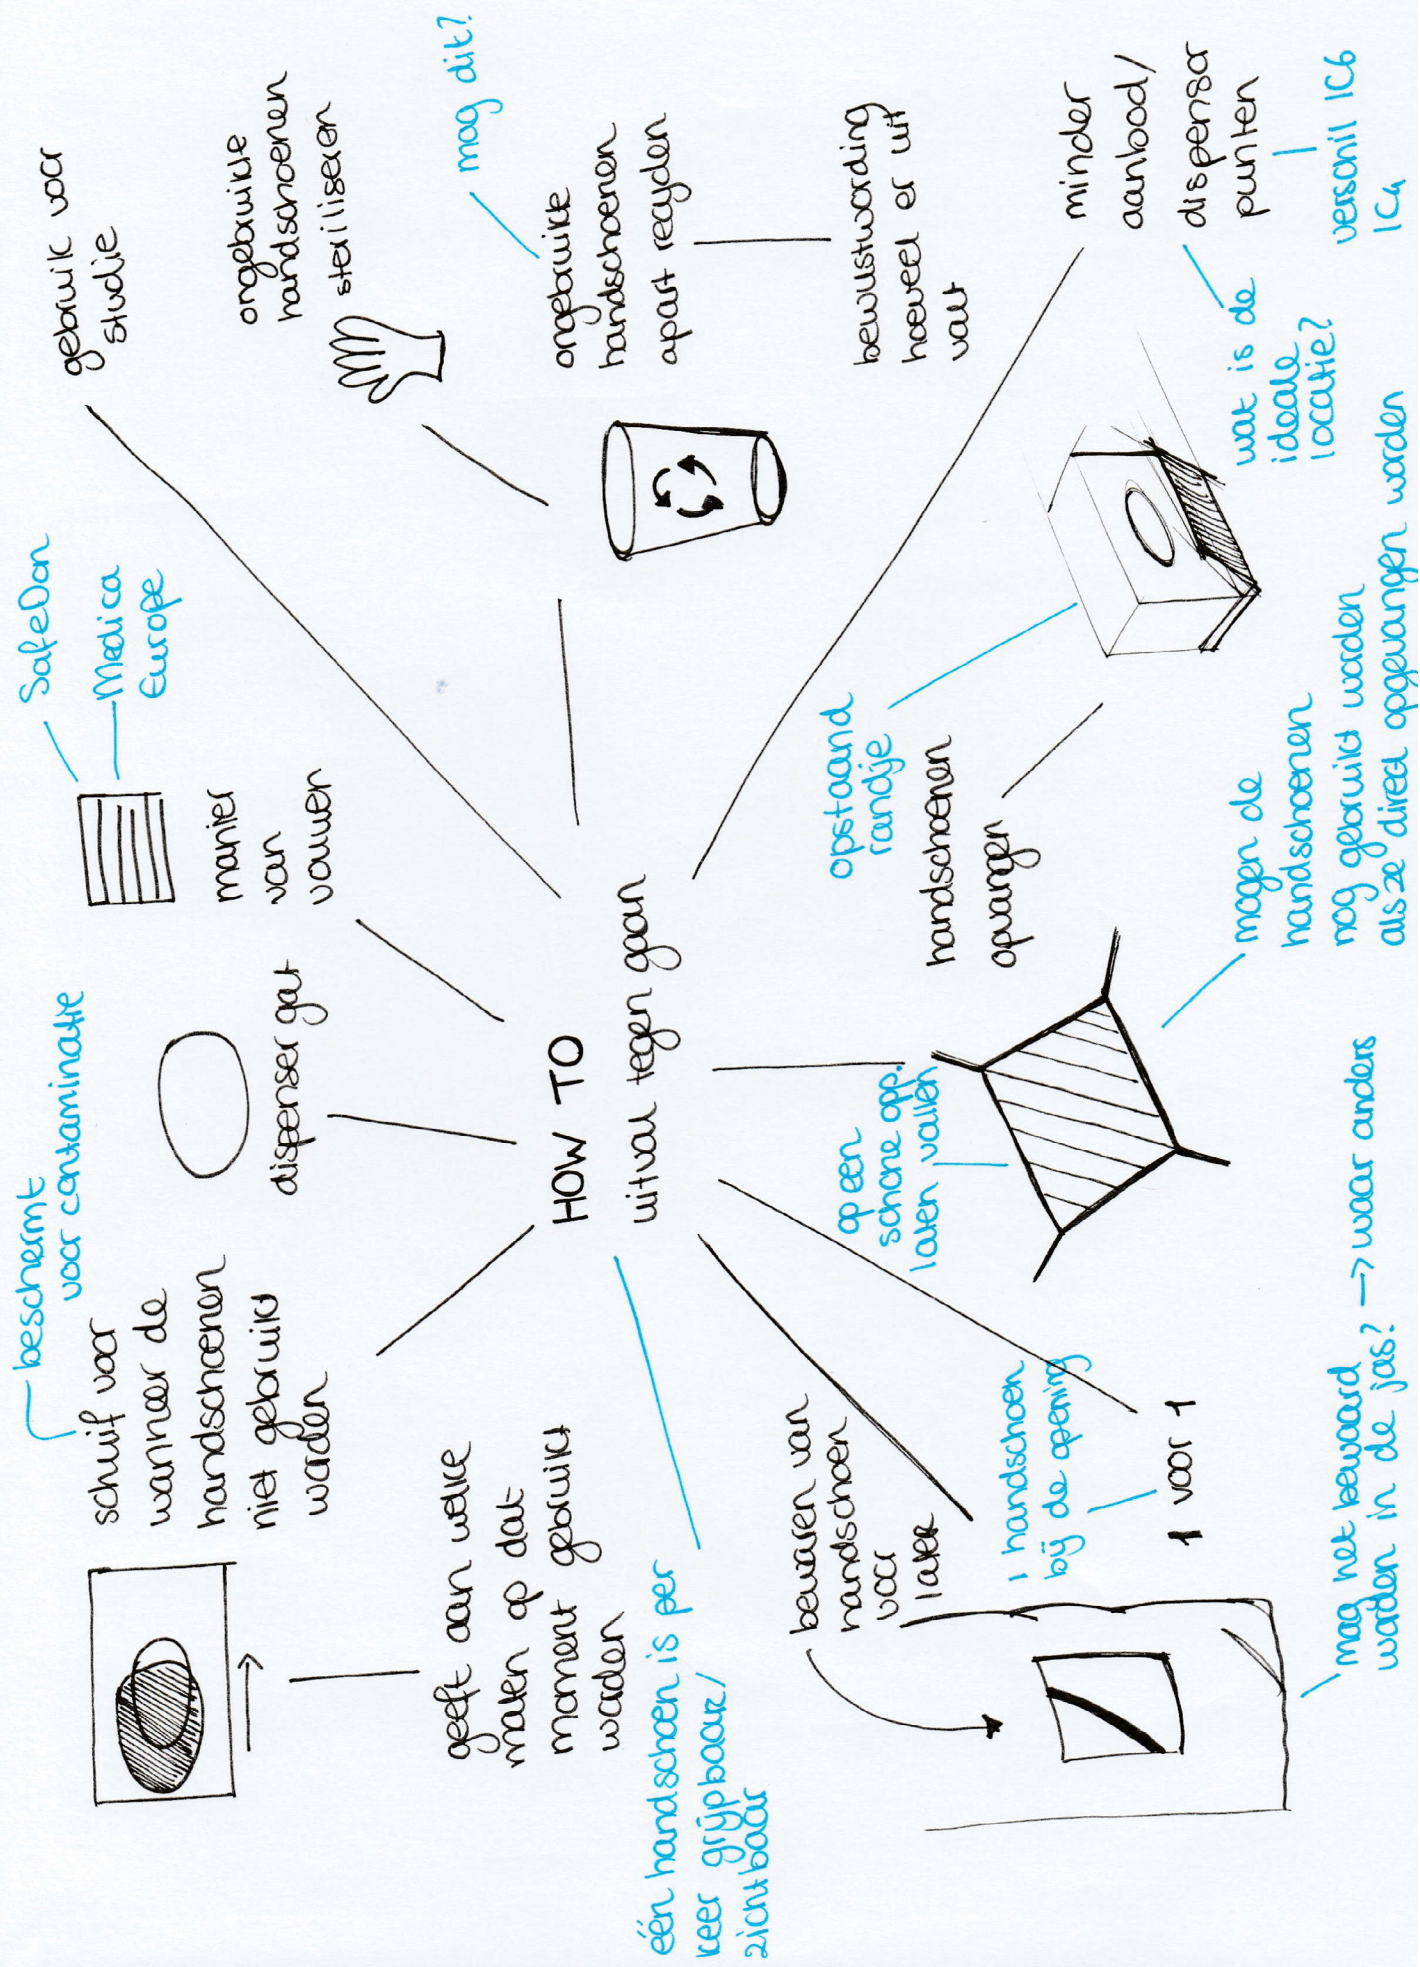 HOW TO
uitval tegen gaan
beschermt
voor contaminatie
schuif voor
wanneer de
handschoenen
niet gebruikt
worden
geeft aan welke
maten op dat
moment gebruikt
worden
dispenser gat
SafeDon
Medica
Europe
manier
van
vouwen
gebruik voor
studie
ongebruikte
handschoenen
steriliseren
mag dit?
ongebruikte
handschoenen
apart recyclen
bewustwording
hoeveel er uit
valt
minder
aanbod/
dispensor
punten
verschil IC6
IC4
wat is de
ideale
locatie?
opstaand
randje
handschoenen
opvangen
mogen de
handschoenen
nog gebruikt worden
als ze direct opgevangen worden
op een
schone opp.
laten vallen
1 handschoen
bij de opening
1 voor 1
bewaren van
handschoen
voor
later
mag het bewaard
worden in de jas? → waar anders
één handschoen is per
keer grijpbaar/
zichtbaar